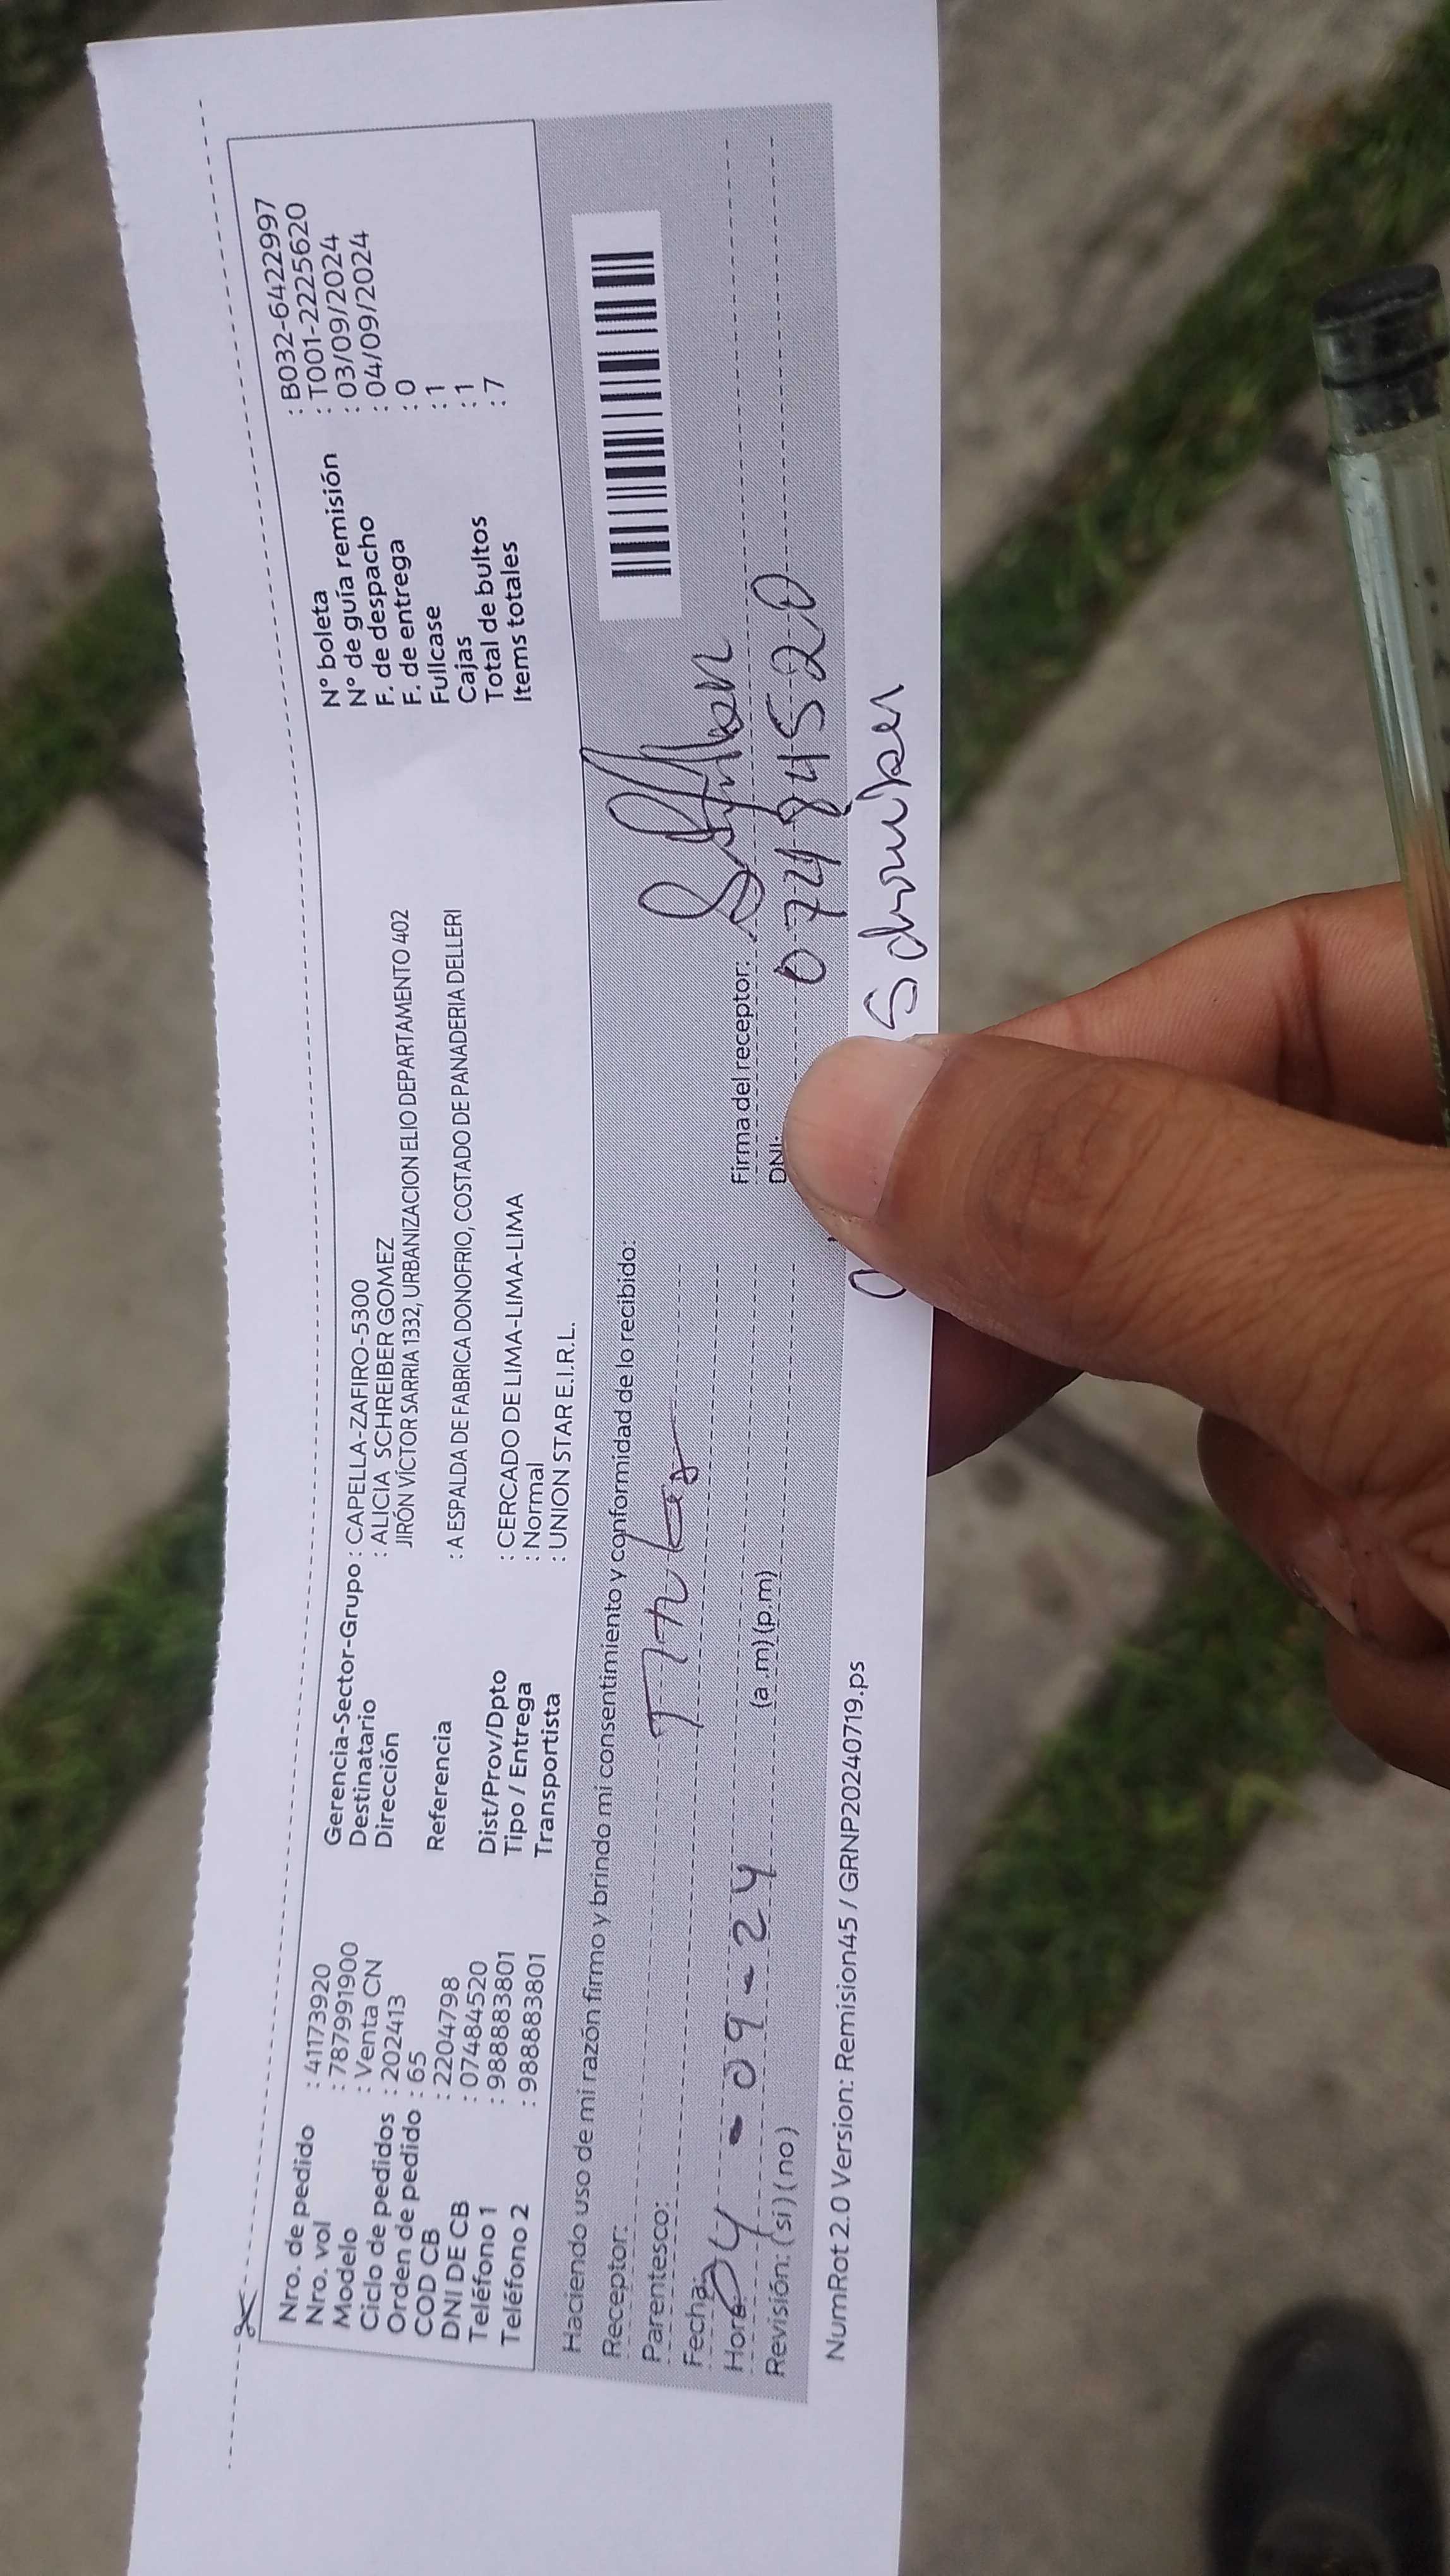 Nro. de pedido : 41173920
Nro. vol : 787991900
Modelo : Venta CN
Ciclo de pedidos : 202413
Orden de pedido : 65
COD CB : 2204798
DNI DE CB : 07484520
Teléfono 1 : 988883801
Teléfono 2 : 988883801
Gerencia-Sector-Grupo : CAPELLA-ZAFIRO-5300
Destinatario : ALICIA SCHREIBER GOMEZ
Dirección JIRÓN VÍCTOR SARRIA 1332, URBANIZACION ELIO DEPARTAMENTO 402
Referencia : A ESPALDA DE FABRICA DONOFRIO, COSTADO DE PANADERIA DELLERI
Dist/Prov/Dpto : CERCADO DE LIMA-LIMA-LIMA
Tipo / Entrega : Normal
Transportista : UNION STAR E.I.R.L.
N° boleta : B032-6422997
N° de guía remisión : T001-2225620
F. de despacho : 03/09/2024
F. de entrega : 04/09/2024
Fullcase : 0
Cajas : 1
Total de bultos : 1
Items totales : 7
Haciendo uso de mi razón firmo y brindo mi consentimiento y conformidad de lo recibido:
Receptor:
Parentesco:
Fecha: 04-09-24
Hora: (a.m) (p.m)
Revisión: (si) (no)
Firma del receptor:
DNI: 07484520
NumRot2.0 Version: Remision45 / GRNP20240719.ps